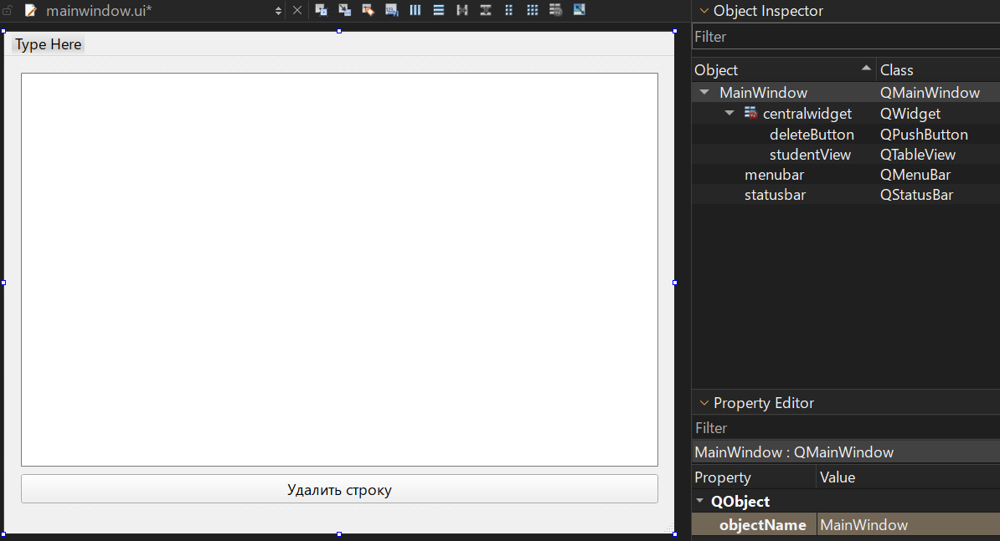 mainwindow.ui*
Type Here
Удалить строку
Object Inspector
Filter
Object Class
MainWindow QMainWindow
centralwidget QWidget
deleteButton QPushButton
studentView QTableView
menubar QMenuBar
statusbar QStatusBar
Property Editor
Filter
MainWindow : QMainWindow
Property Value
QObject
objectName MainWindow